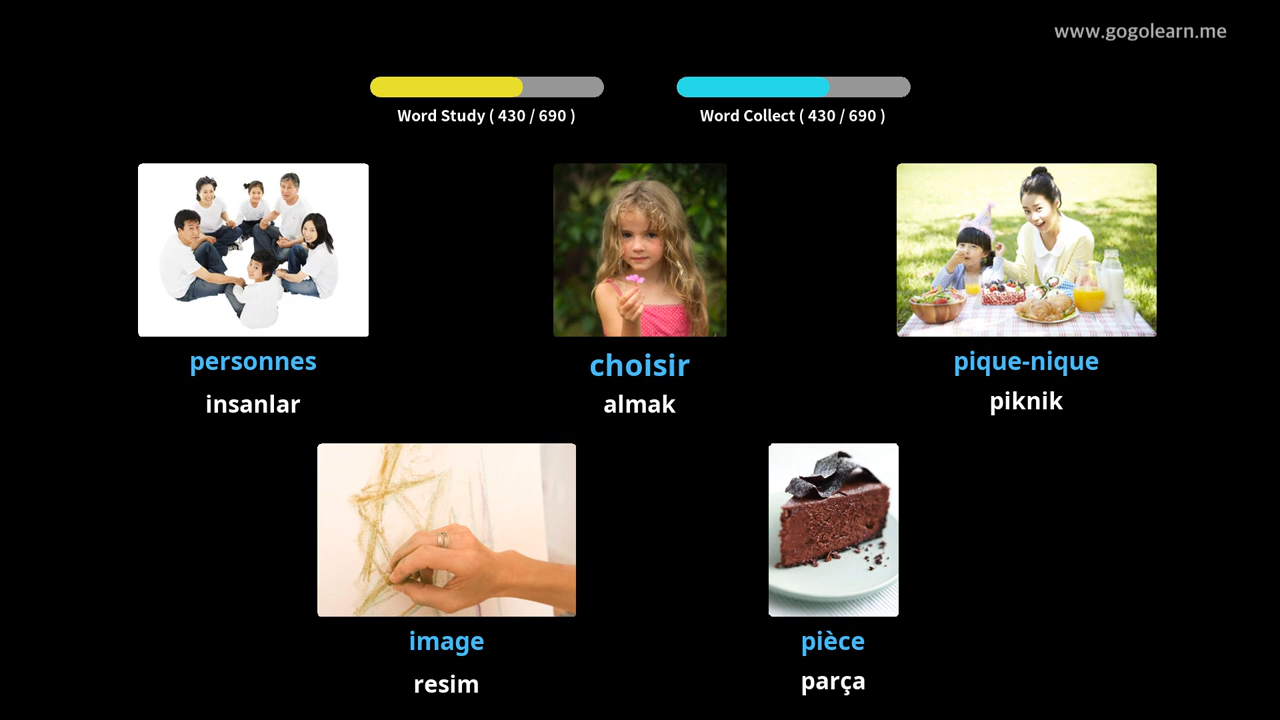 www.gogolearn.me
Word Study ( 430 / 690 )
Word Collect ( 430 / 690 )
personnes
insanlar
choisir
almak
pique-nique
piknik
image
resim
pièce
parça